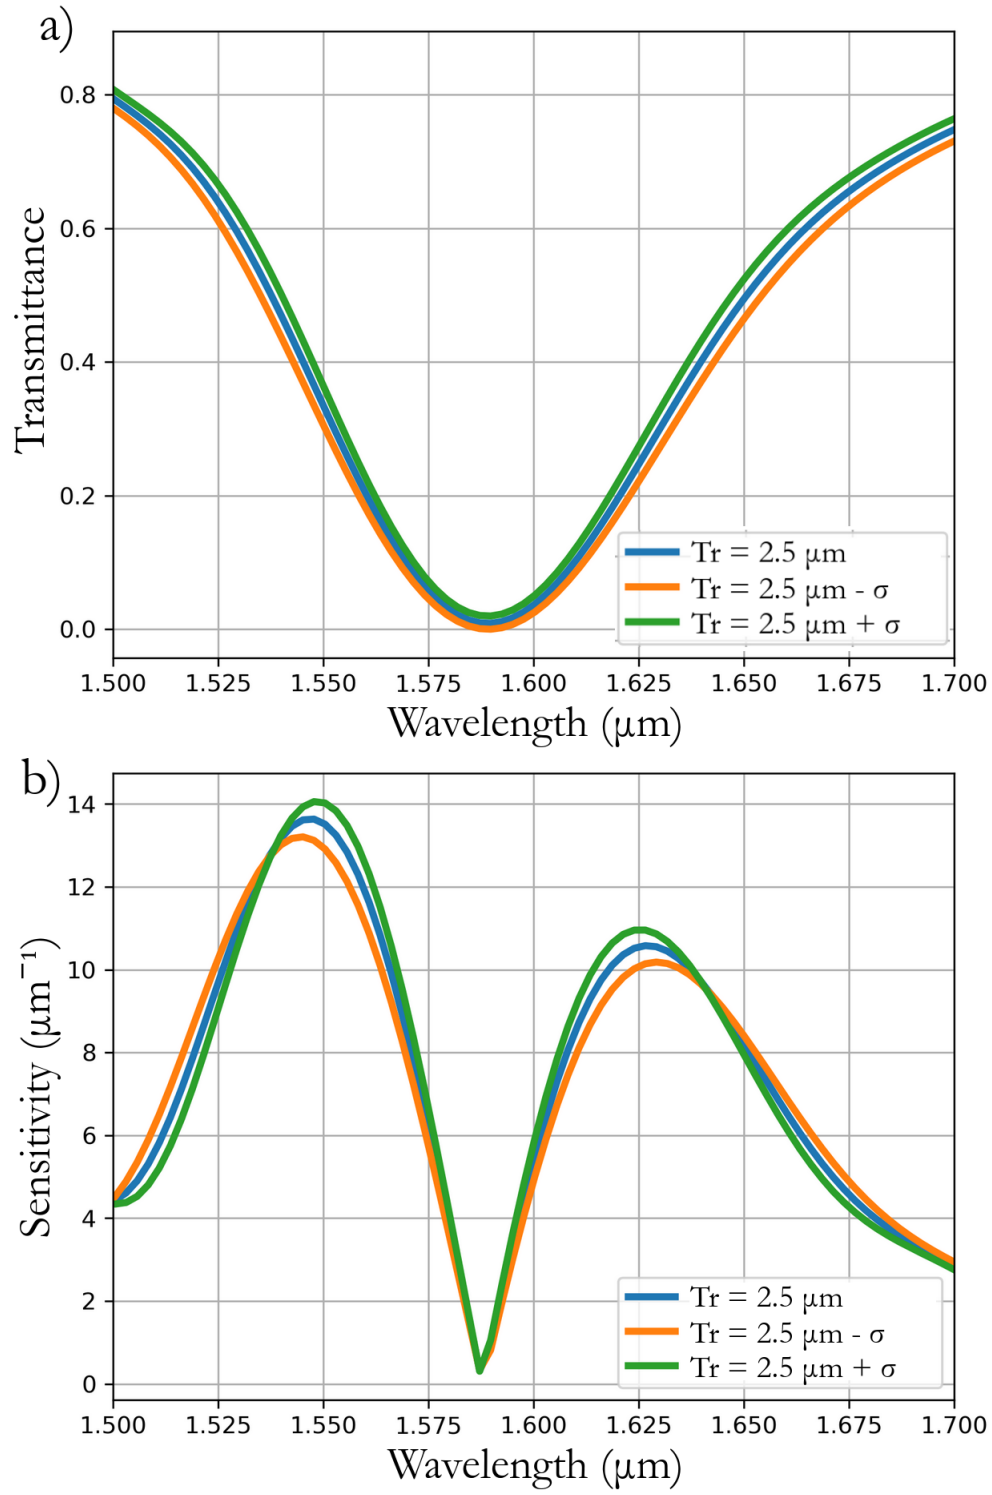 a)
Transmittance
0.8
0.6
0.4
0.2
0.0
Tr = 2.5 μm
Tr = 2.5 μm - σ
Tr = 2.5 μm + σ
1.500 1.525 1.550 1.575 1.600 1.625 1.650 1.675 1.700
Wavelength (μm)
b)
Sensitivity (μm⁻¹)
14
12
10
8
6
4
2
0
Tr = 2.5 μm
Tr = 2.5 μm - σ
Tr = 2.5 μm + σ
1.500 1.525 1.550 1.575 1.600 1.625 1.650 1.675 1.700
Wavelength (μm)